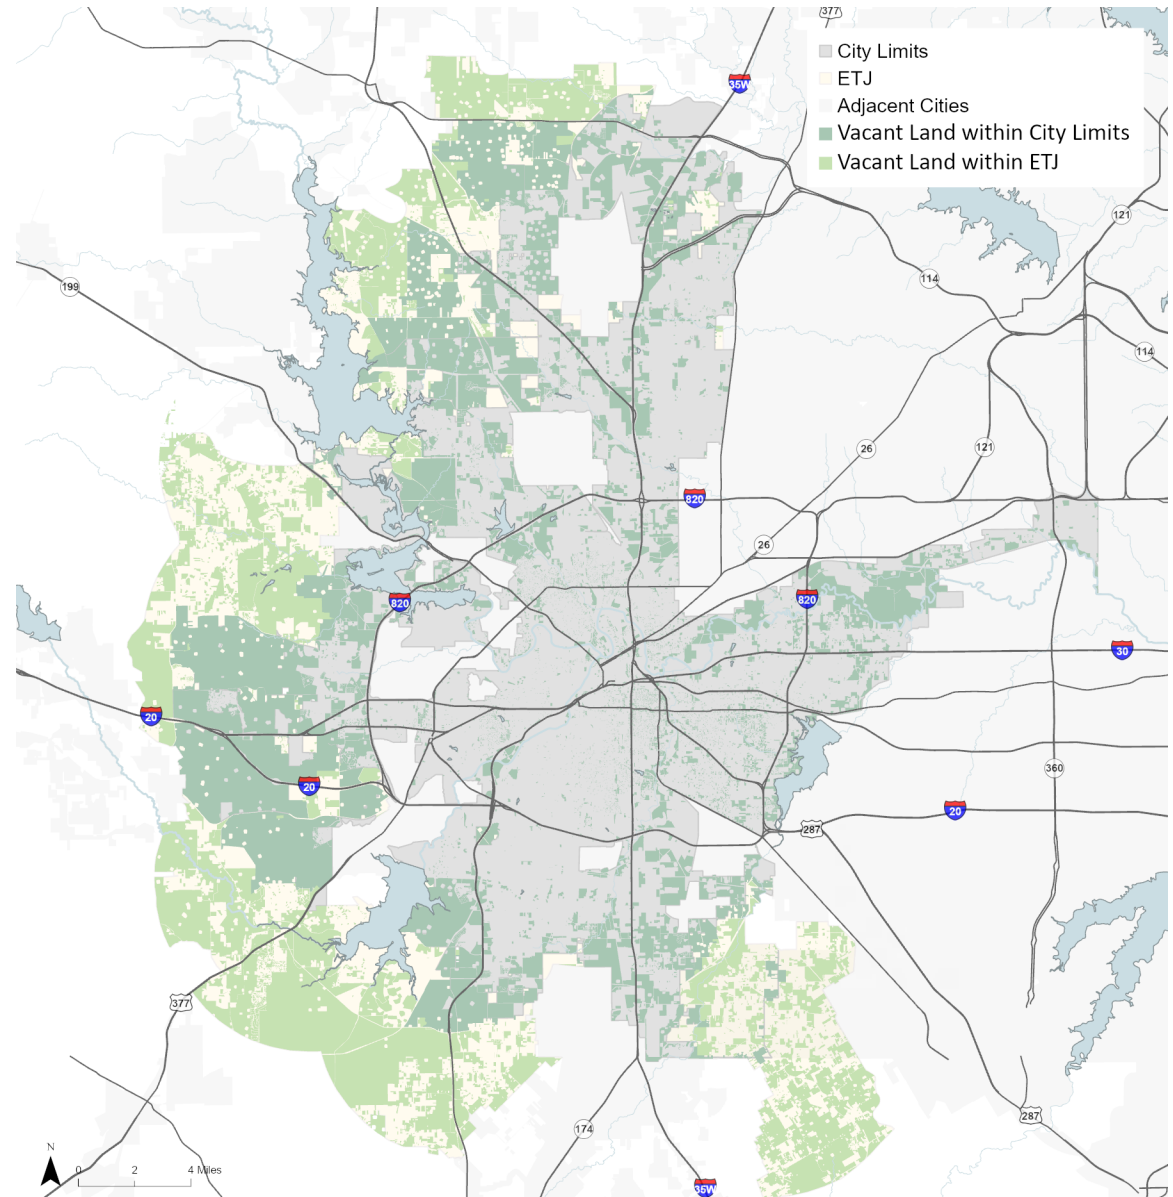 377
35W
City Limits
ETJ
Adjacent Cities
Vacant Land within City Limits
Vacant Land within ETJ
121
114
199
114
26
121
820
26
820
820
30
20
360
20
20
287
377
287
174
35W
N
0 2 4 Miles